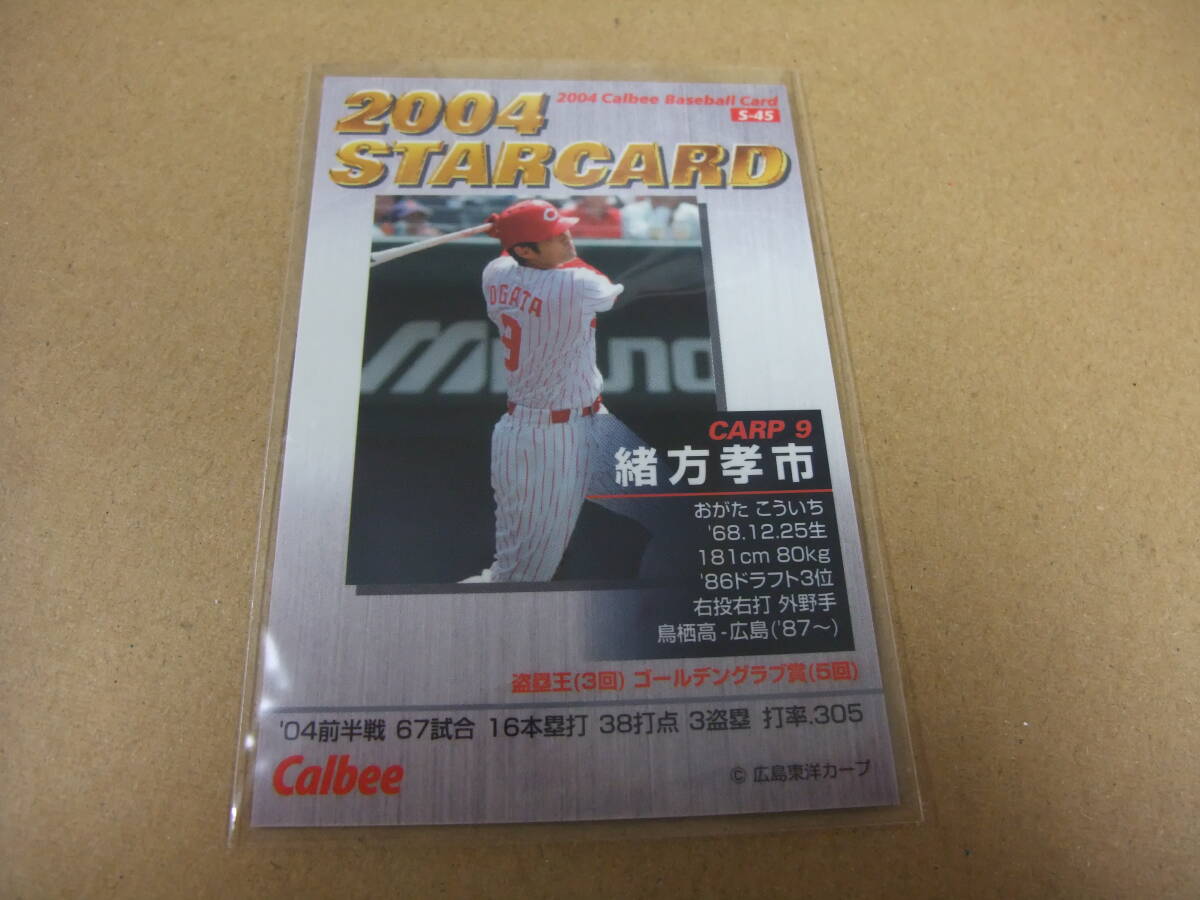 2004 Calbee Baseball Card
S-45
2004
STARCARD
OGATA
9
CARP 9
緒方孝市
おがた こういち
'68.12.25生
181cm 80kg
'86ドラフト3位
右投右打 外野手
鳥栖高-広島('87〜)
盗塁王(3回) ゴールデングラブ賞(5回)
'04前半戦 67試合 16本塁打 38打点 3盗塁 打率.305
Calbee
© 広島東洋カープ